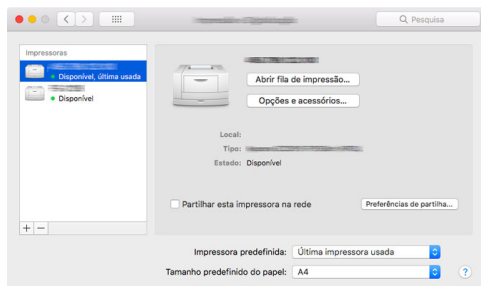 Pesquisa
Impressoras
Disponível, última usada
Disponível
Abrir fila de impressão...
Opções e acessórios...
Local:
Tipo:
Estado: Disponível
Partilhar esta impressora na rede
Preferências de partilha...
+ −
Impressora predefinida: Última impressora usada
Tamanho predefinido do papel: A4
?